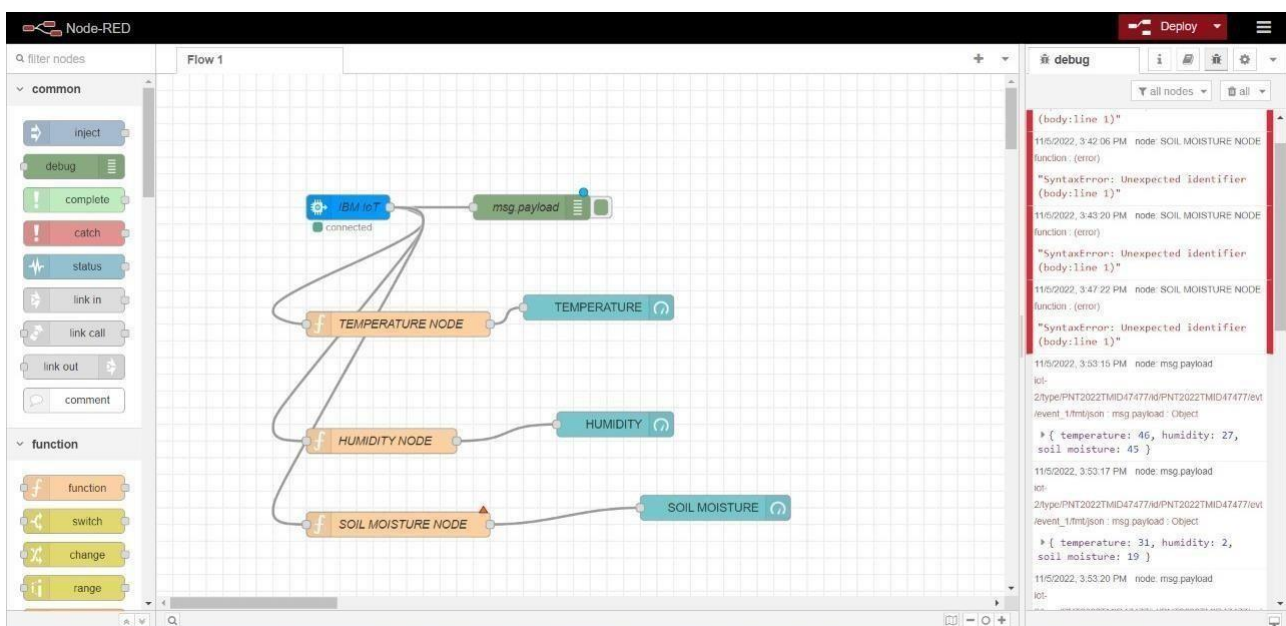 Node-RED
Deploy
filter nodes
common
inject
debug
complete
catch
status
link in
link call
link out
comment
function
function
switch
change
range
Flow 1
IBM IoT
connected
msg.payload
TEMPERATURE NODE
TEMPERATURE
HUMIDITY NODE
HUMIDITY
SOIL MOISTURE NODE
SOIL MOISTURE
debug
i
all nodes
all
(body:line 1)"
11/5/2022, 3:42:06 PM node: SOIL MOISTURE NODE
function : (error)
"SyntaxError: Unexpected identifier
(body:line 1)"
11/5/2022, 3:43:20 PM node: SOIL MOISTURE NODE
function : (error)
"SyntaxError: Unexpected identifier
(body:line 1)"
11/5/2022, 3:47:22 PM node: SOIL MOISTURE NODE
function : (error)
"SyntaxError: Unexpected identifier
(body:line 1)"
11/5/2022, 3:53:15 PM node: msg.payload
iot-
2/type/PNT2022TMID47477/id/PNT2022TMID47477/evt
/event_1/fmt/json : msg.payload : Object
{ temperature: 46, humidity: 27,
soil moisture: 45 }
11/5/2022, 3:53:17 PM node: msg.payload
iot-
2/type/PNT2022TMID47477/id/PNT2022TMID47477/evt
/event_1/fmt/json : msg.payload : Object
{ temperature: 31, humidity: 2,
soil moisture: 19 }
11/5/2022, 3:53:20 PM node: msg.payload
iot-